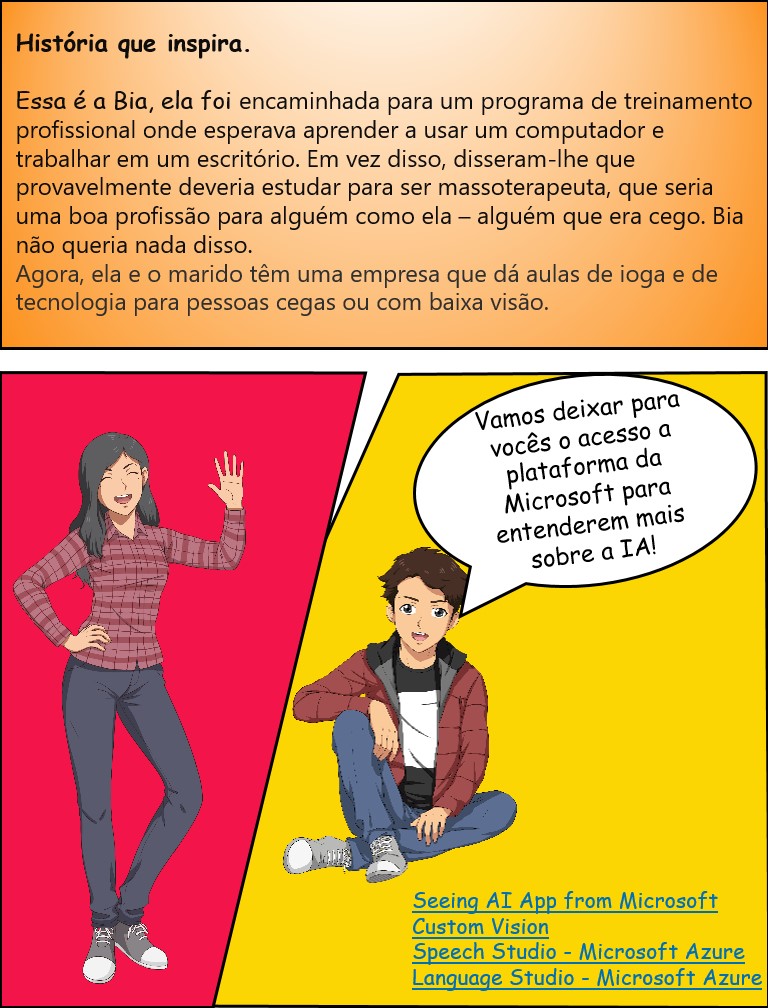 História que inspira.
Essa é a Bia, ela foi encaminhada para um programa de treinamento
profissional onde esperava aprender a usar um computador e
trabalhar em um escritório. Em vez disso, disseram-lhe que
provavelmente deveria estudar para ser massoterapeuta, que seria
uma boa profissão para alguém como ela – alguém que era cego. Bia
não queria nada disso.
Agora, ela e o marido têm uma empresa que dá aulas de ioga e de
tecnologia para pessoas cegas ou com baixa visão.
Vamos deixar para
vocês o acesso a
plataforma da
Microsoft para
entenderem mais
sobre a IA!
Seeing AI App from Microsoft
Custom Vision
Speech Studio - Microsoft Azure
Language Studio - Microsoft Azure